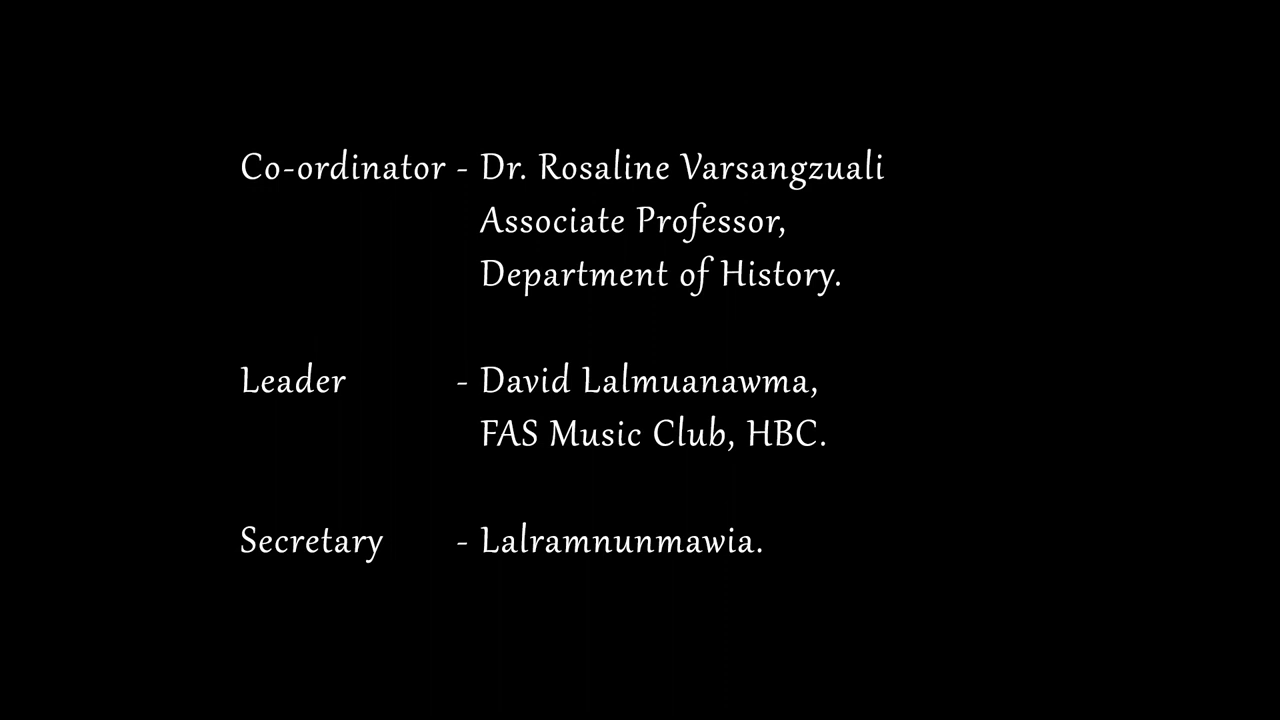 Co-ordinator - Dr. Rosaline Varsangzuali
Associate Professor,
Department of History.
Leader - David Lalmuanawma,
FAS Music Club, HBC.
Secretary - Lalramnunmawia.